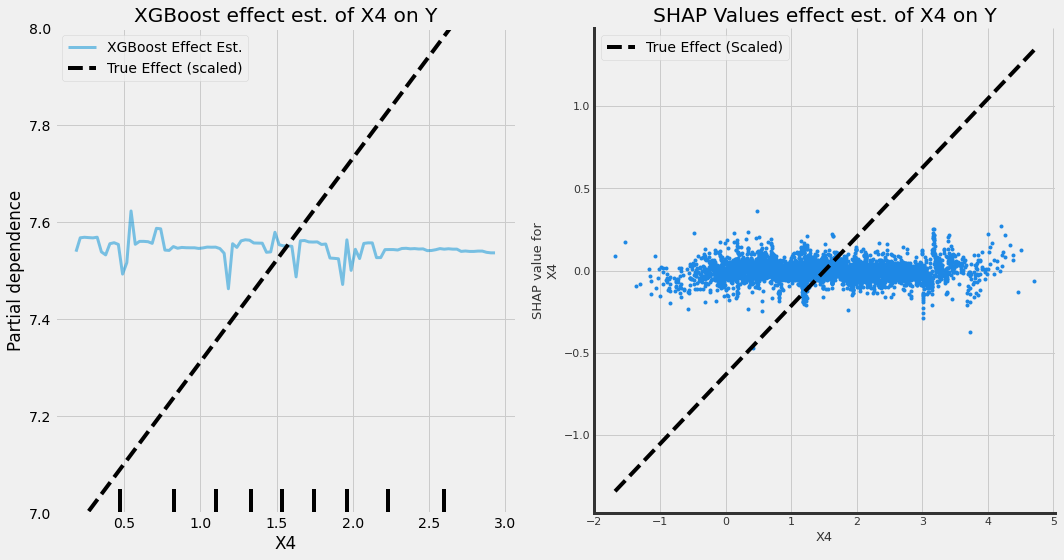 XGBoost effect est. of X4 on Y
XGBoost Effect Est.
True Effect (scaled)
Partial dependence
8.0
7.8
7.6
7.4
7.2
7.0
0.5
1.0
1.5
2.0
2.5
3.0
X4
SHAP Values effect est. of X4 on Y
True Effect (Scaled)
SHAP value for
X4
1.0
0.5
0.0
−0.5
−1.0
−2
−1
0
1
2
3
4
5
X4